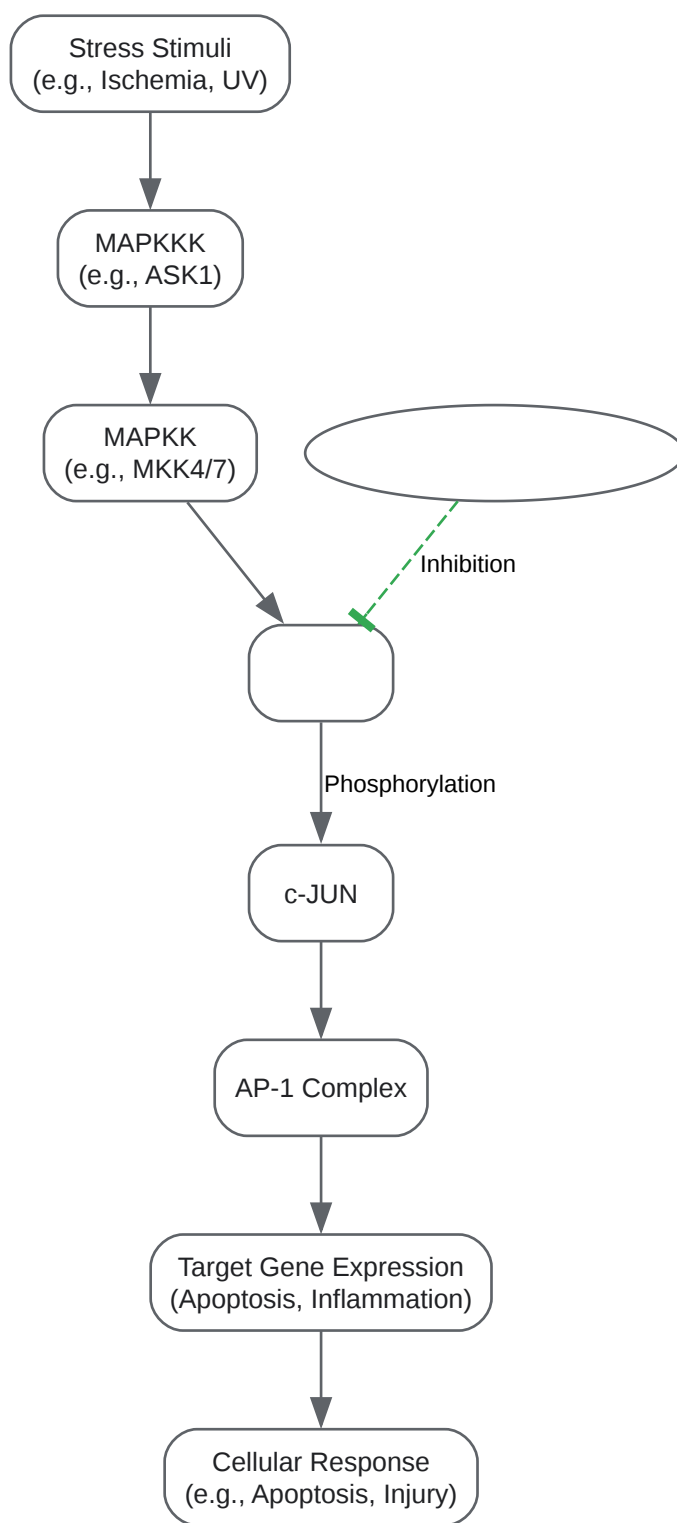 Stress Stimuli
(e.g., Ischemia, UV)
MAPKKK
(e.g., ASK1)
MAPKK
(e.g., MKK4/7)
Inhibition
Phosphorylation
c-JUN
AP-1 Complex
Target Gene Expression
(Apoptosis, Inflammation)
Cellular Response
(e.g., Apoptosis, Injury)